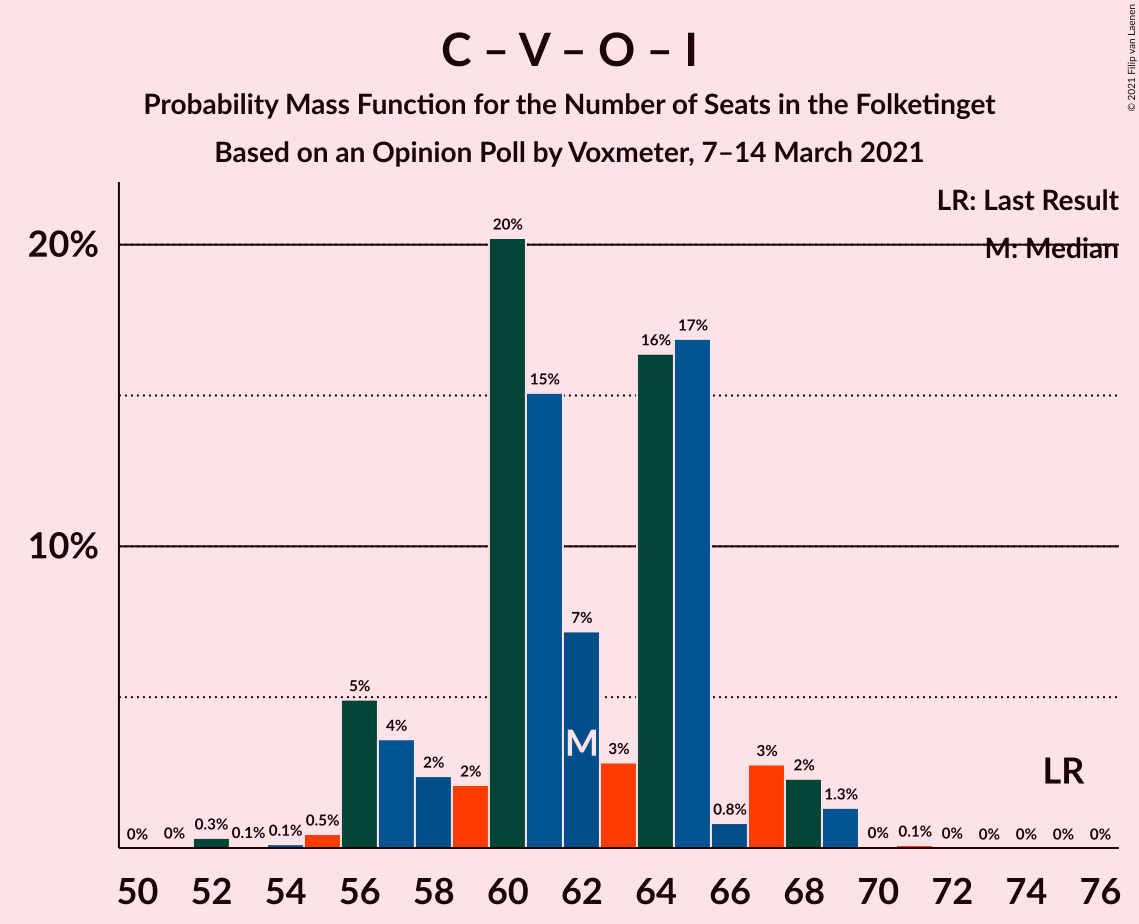 C – V – O – I
Probability Mass Function for the Number of Seats in the Folketinget
Based on an Opinion Poll by Voxmeter, 7–14 March 2021
© 2021 Filip van Laenen
LR: Last Result
M: Median
20%
10%
0% 0% 0.3% 0.1% 0.1% 0.5% 5% 4% 2% 2% 20% 15% 7% 3% 16% 17% 0.8% 3% 2% 1.3% 0% 0.1% 0% 0% 0% 0% 0%
M
LR
50 52 54 56 58 60 62 64 66 68 70 72 74 76